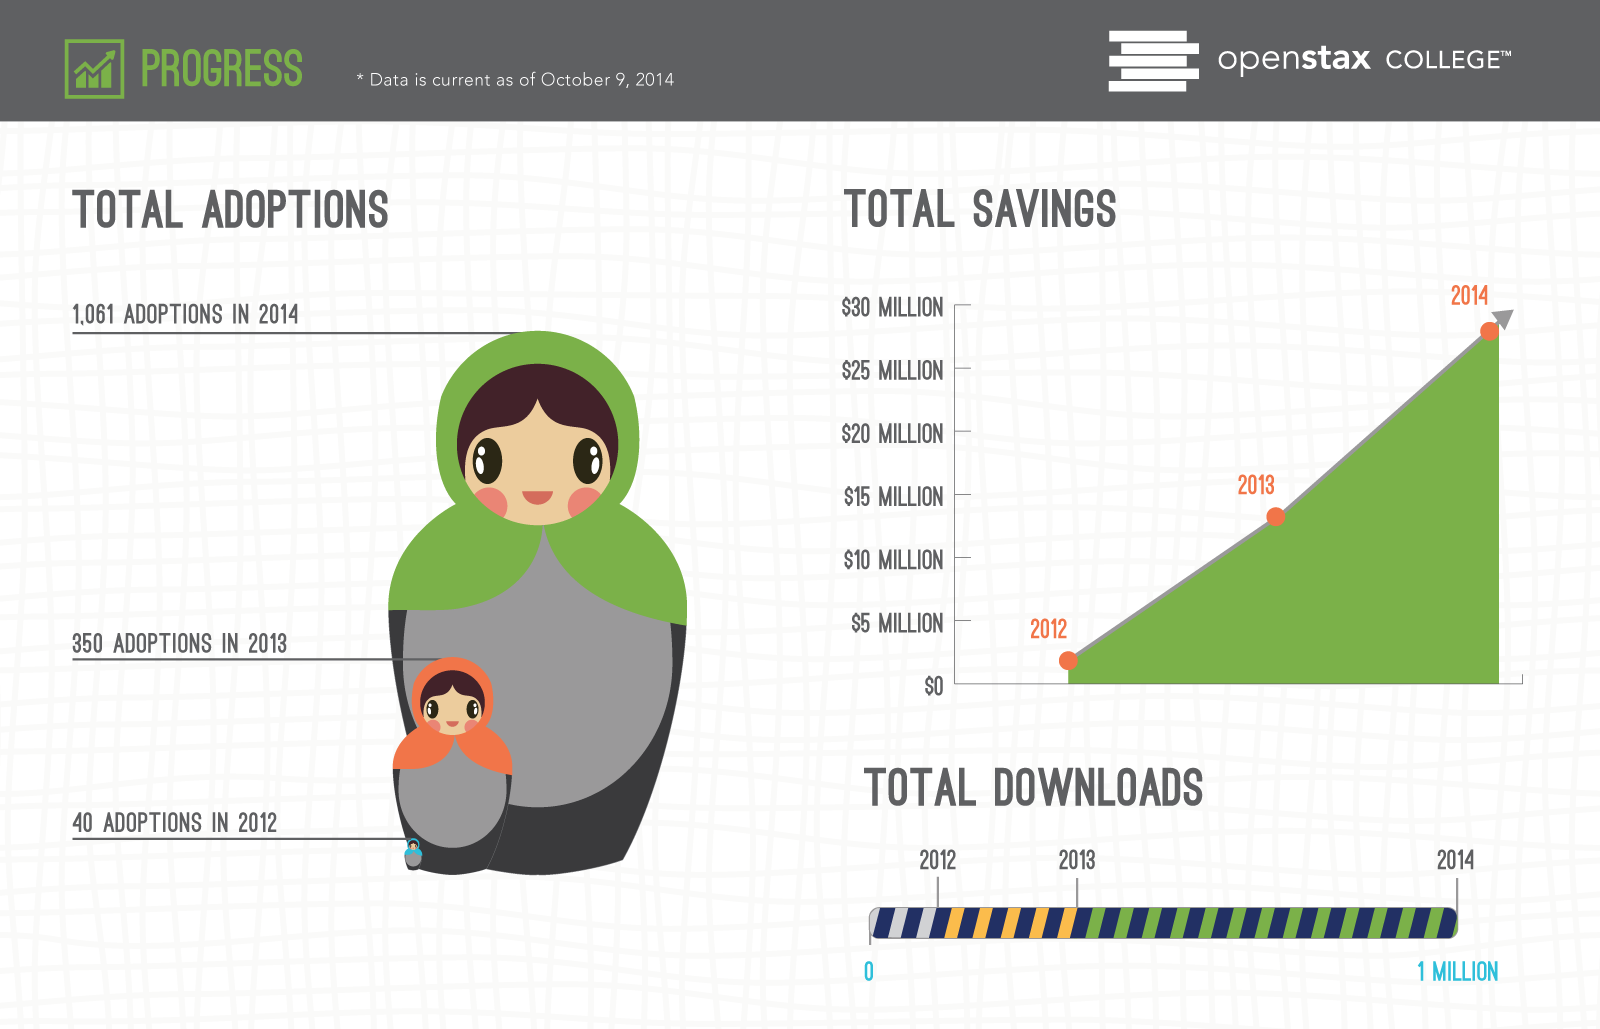 PROGRESS
* Data is current as of October 9, 2014
openstax COLLEGE™
TOTAL ADOPTIONS
1,061 ADOPTIONS IN 2014
350 ADOPTIONS IN 2013
40 ADOPTIONS IN 2012
TOTAL SAVINGS
$30 MILLION
$25 MILLION
$20 MILLION
$15 MILLION
$10 MILLION
$5 MILLION
$0
2012
2013
2014
TOTAL DOWNLOADS
2012
2013
2014
0
1 MILLION